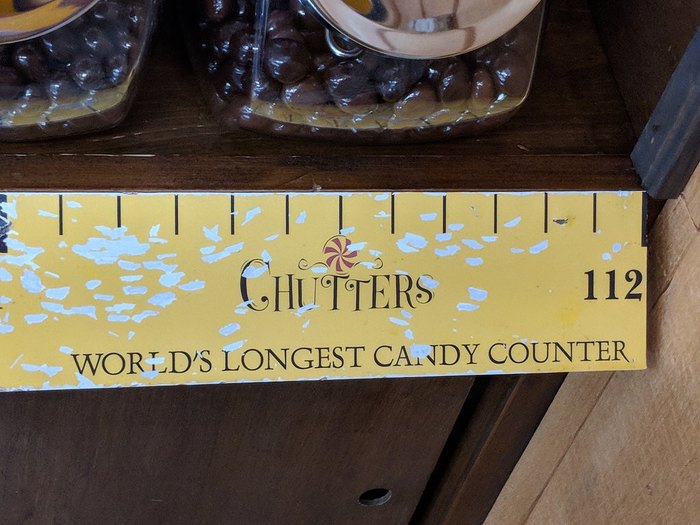 CHUTTERS
112
WORLD'S LONGEST CANDY COUNTER